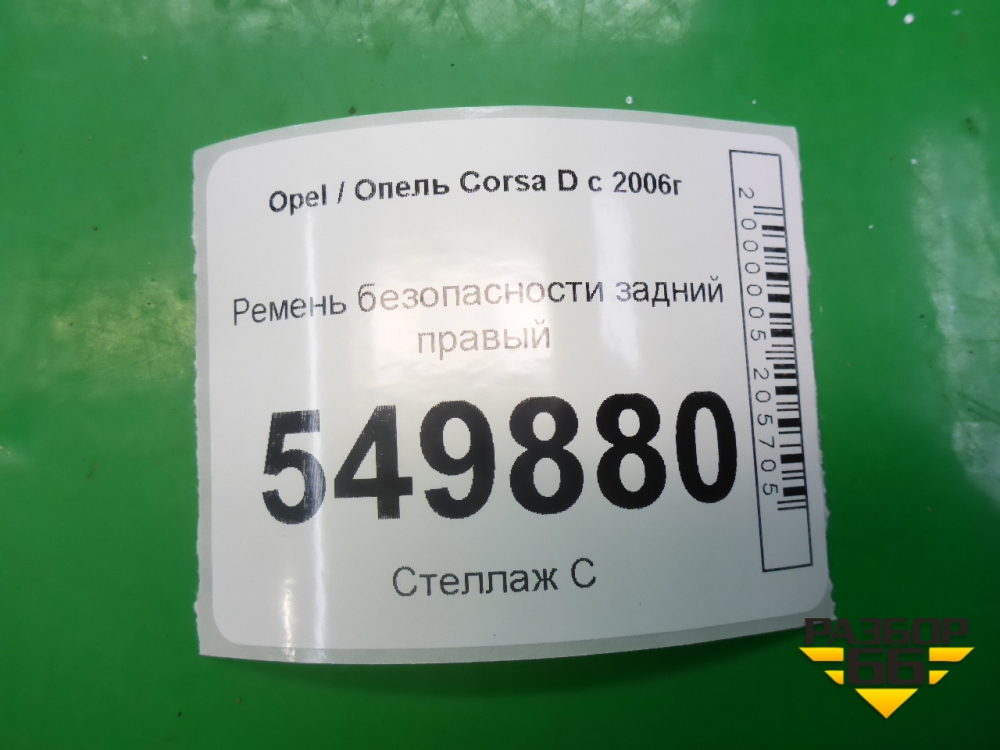 Opel / Опель Corsa D с 2006г
Ремень безопасности задний
правый
549880
Стеллаж С
2000005205705
РАЗБОР
66